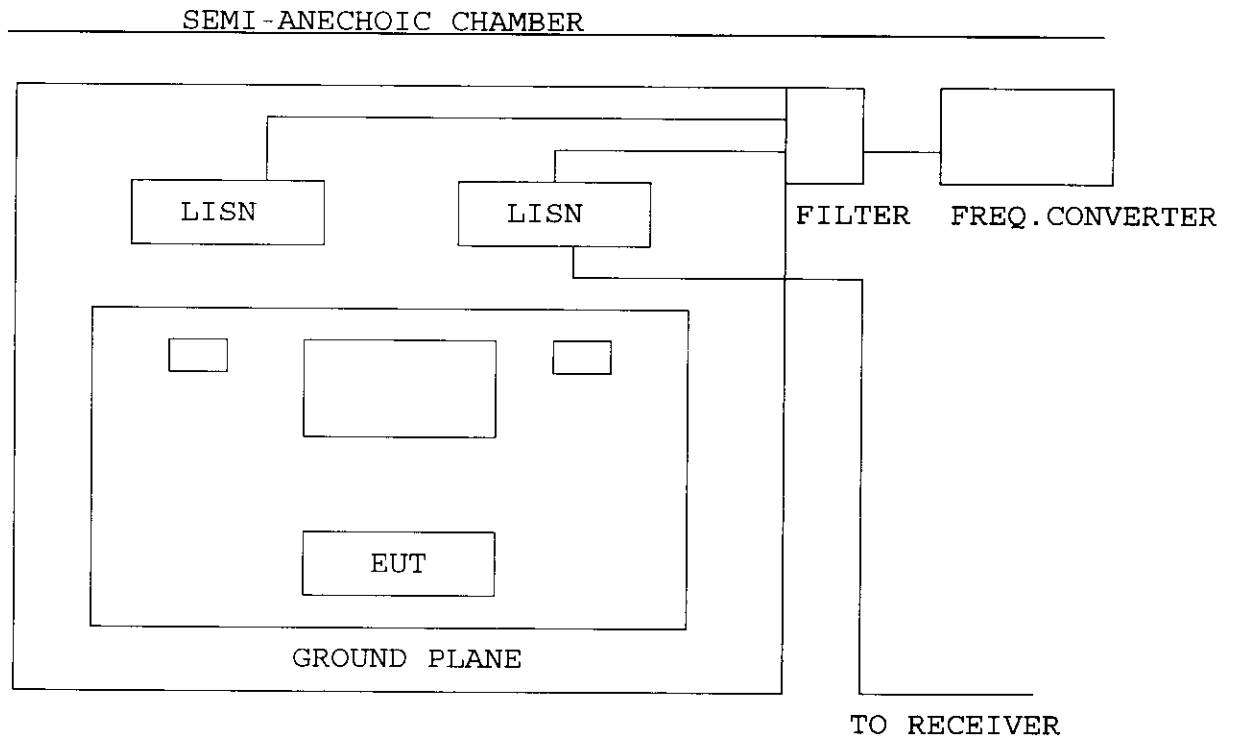 SEMI-ANECHOIC CHAMBER
LISN
LISN
FILTER
FREQ.CONVERTER
EUT
GROUND PLANE
TO RECEIVER